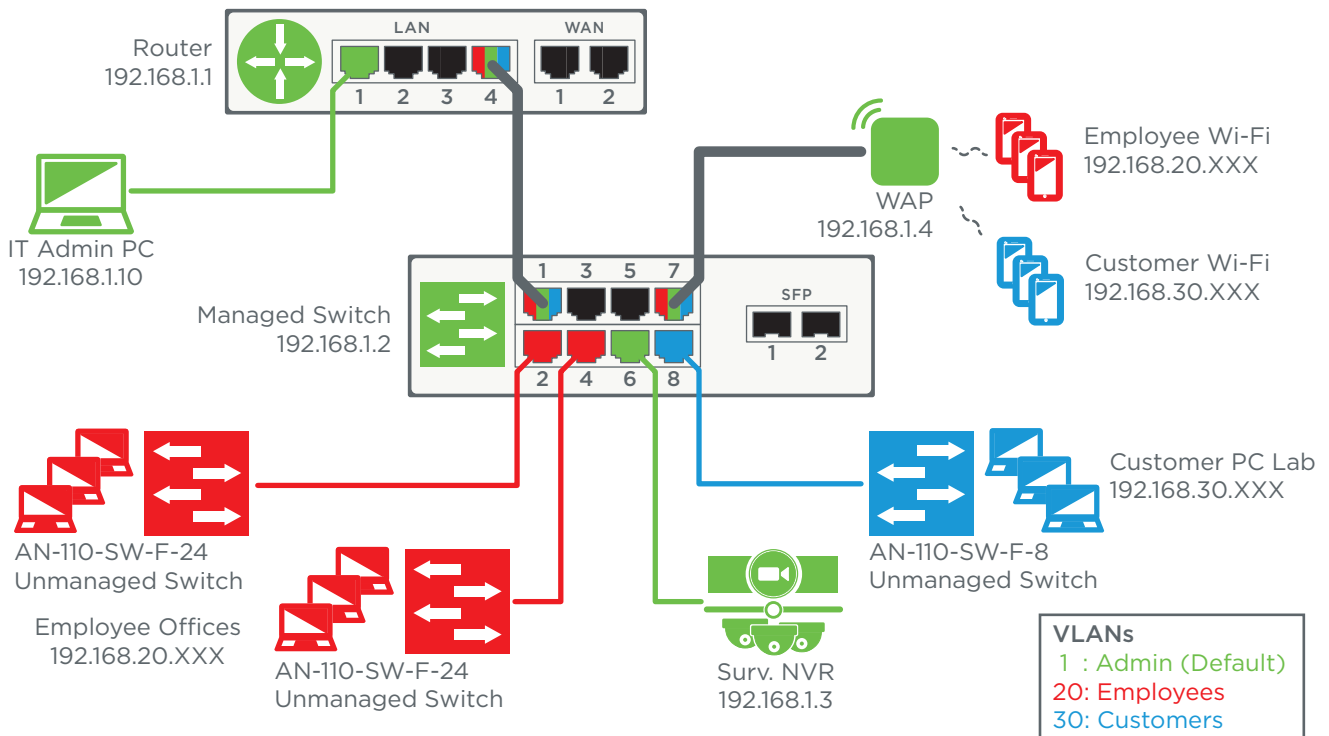 LAN
WAN
Router
192.168.1.1
1 2 3 4
1 2
IT Admin PC
192.168.1.10
WAP
192.168.1.4
Employee Wi-Fi
192.168.20.XXX
Customer Wi-Fi
192.168.30.XXX
Managed Switch
192.168.1.2
1 3 5 7
2 4 6 8
SFP
1 2
AN-110-SW-F-24
Unmanaged Switch
Employee Offices
192.168.20.XXX
AN-110-SW-F-24
Unmanaged Switch
Surv. NVR
192.168.1.3
AN-110-SW-F-8
Unmanaged Switch
Customer PC Lab
192.168.30.XXX
VLANs
1 : Admin (Default)
20: Employees
30: Customers